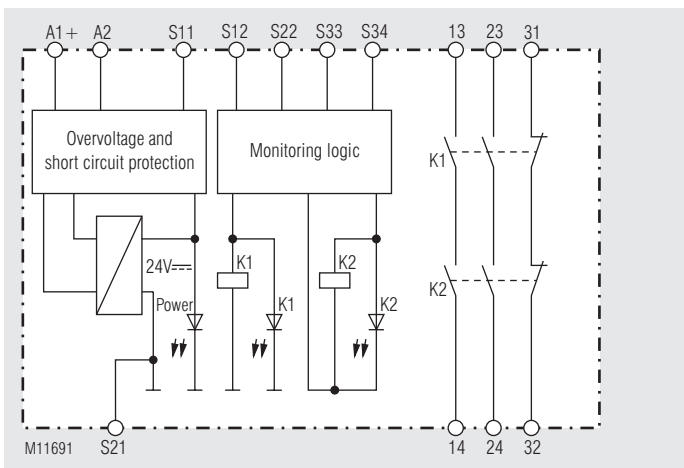 A1+ A2 S11 S12 S22 S33 S34 13 23 31
Overvoltage and
short circuit protection
Monitoring logic
K1
24V
K1
K2
K2
Power
K1
K2
M11691 S21 14 24 32